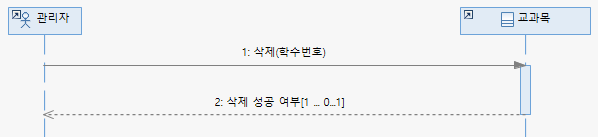 관리자
교과목
1: 삭제(학수번호)
2: 삭제 성공 여부[1 ... 0...1]